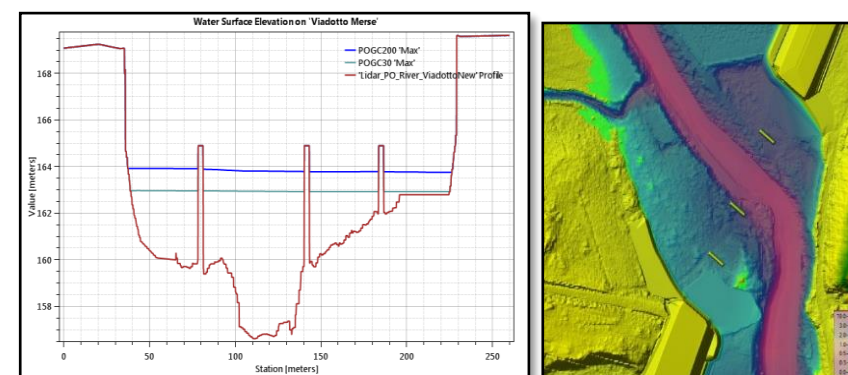 Water Surface Elevation on 'Viadotto Merse'
POGC200 'Max'
POGC30 'Max'
'Lidar_PO_River_ViadottoNew' Profile
Value [meters]
168
166
164
162
160
158
0
50
100
150
200
250
Station [meters]